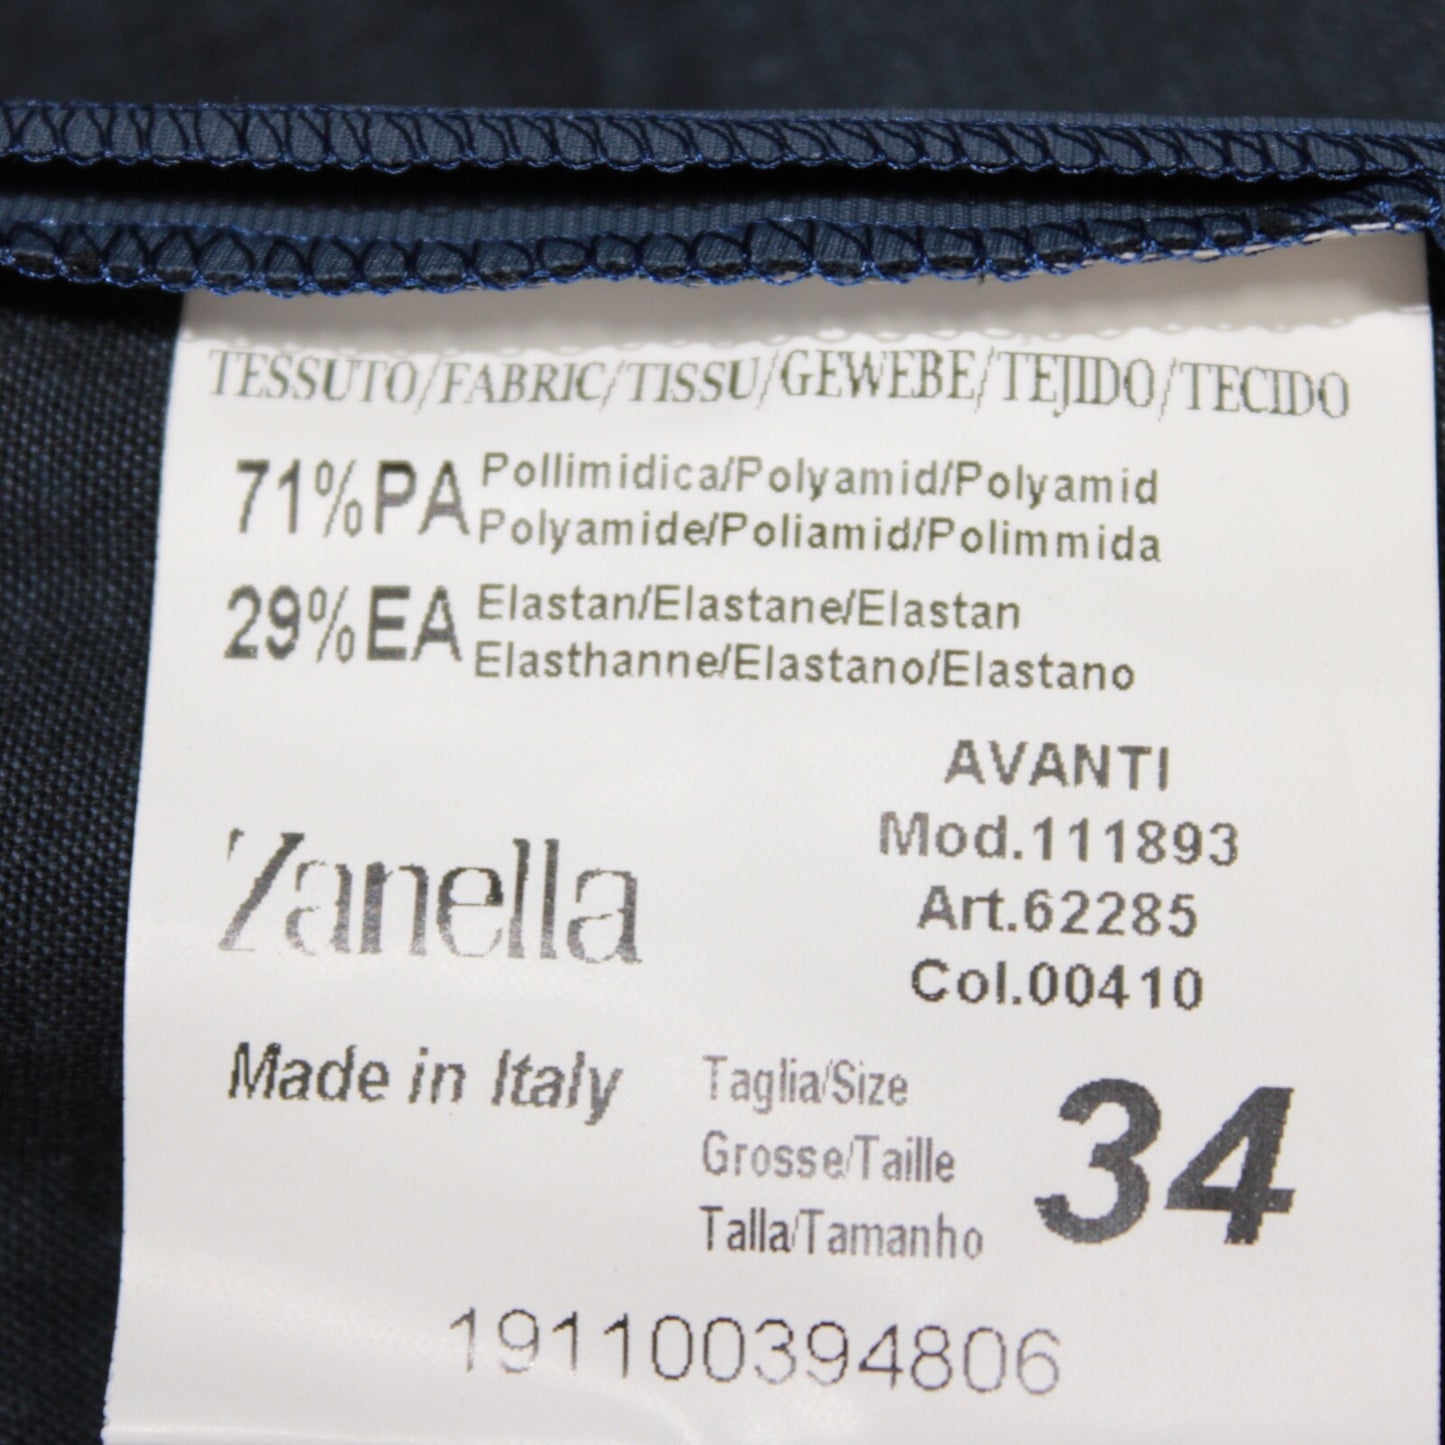 TESSUTO/FABRIC/TISSU/GEWEBE/TEJIDO/TECIDO
71%PA Pollimidica/Polyamid/Polyamid
Polyamide/Poliamid/Polimmida
29%EA Elastan/Elastane/Elastan
Elasthanne/Elastano/Elastano
AVANTI
Mod.111893
Art.62285
Col.00410
Zanella
Made in Italy
Taglia/Size
Grosse/Taille
Talla/Tamanho
34
191100394806